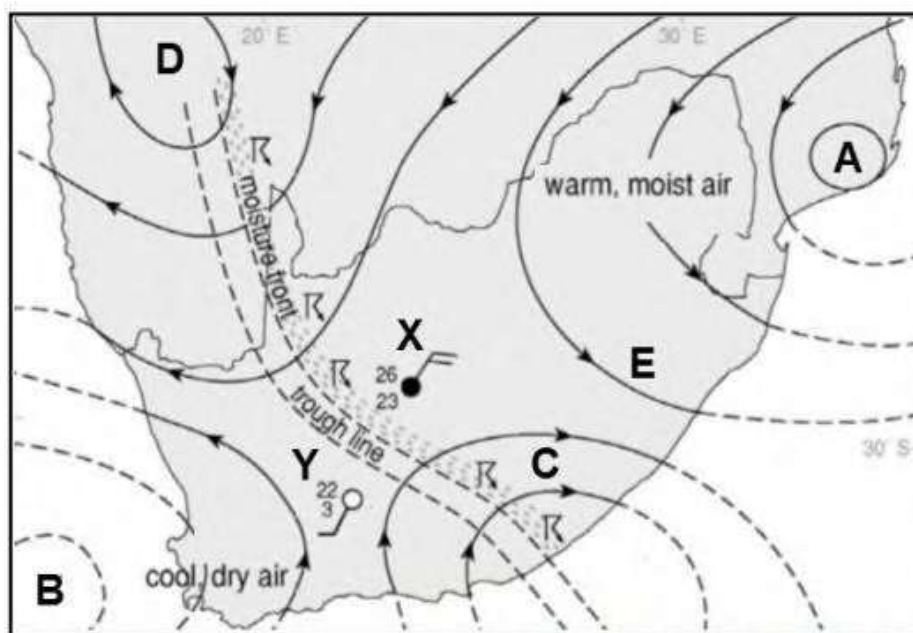 20 E
30 E
D
A
warm, moist air
moisture front
X
26
23
E
trough line
30 S
Y
C
22
3
cool, dry air
B